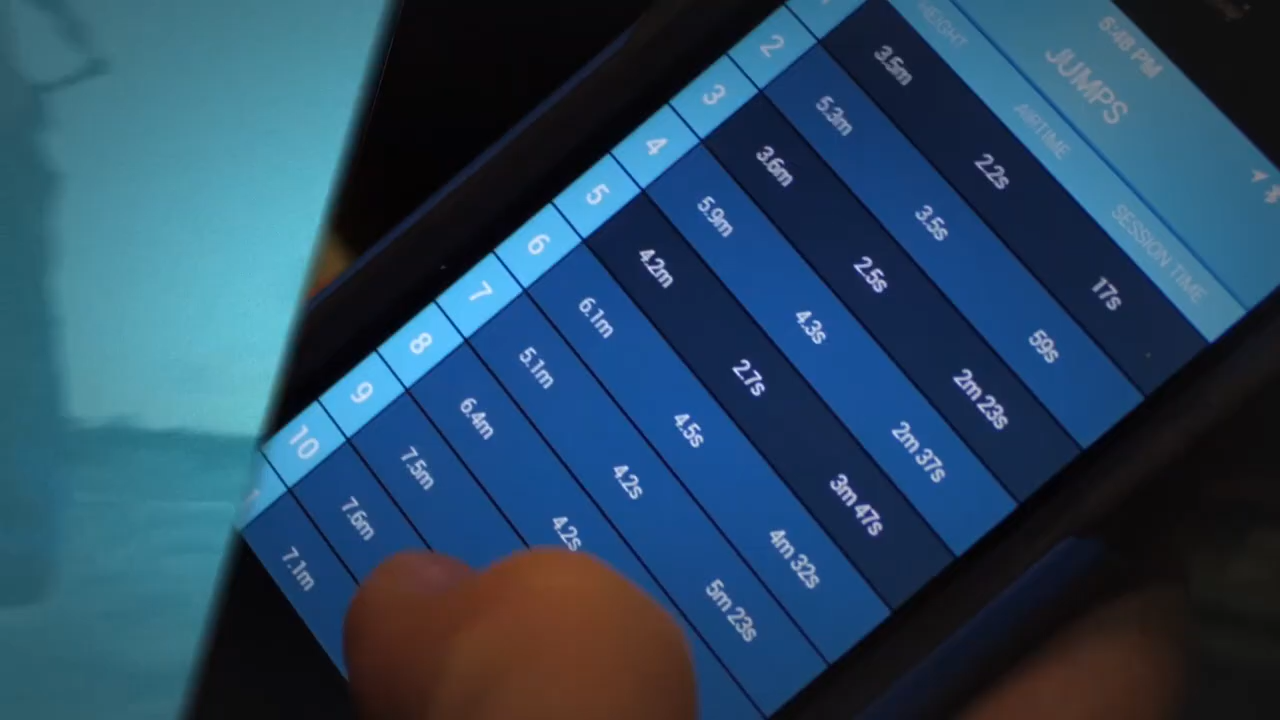 6:48 PM
JUMPS
HEIGHT AIRTIME SESSION TIME
1 3.5m 2.2s 17s
2 5.3m 3.5s 59s
3 3.6m 2.5s 2m 23s
4 5.9m 4.3s 2m 37s
5 4.2m 2.7s 3m 47s
6 6.1m 4.5s 4m 32s
7 5.1m 4.2s 5m 23s
8 6.4m 4.2s
9 7.5m
10 7.6m
7.1m